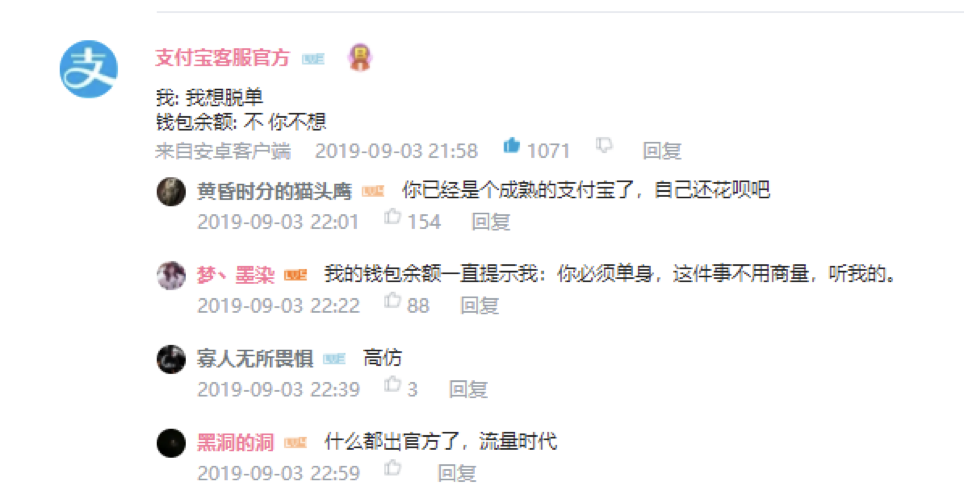 支
支付宝客服官方
我: 我想脱单
钱包余额: 不 你不想
来自安卓客户端 2019-09-03 21:58 1071 回复
黄昏时分的猫头鹰 你已经是个成熟的支付宝了，自己还花呗吧
2019-09-03 22:01 154 回复
梦丶墨染 我的钱包余额一直提示我：你必须单身，这件事不用商量，听我的。
2019-09-03 22:22 88 回复
寡人无所畏惧 高仿
2019-09-03 22:39 3 回复
黑洞的洞 什么都出官方了，流量时代
2019-09-03 22:59 回复